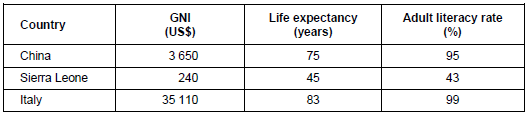 Country GNI (US$) Life expectancy (years) Adult literacy rate (%)
China 3 650 75 95
Sierra Leone 240 45 43
Italy 35 110 83 99